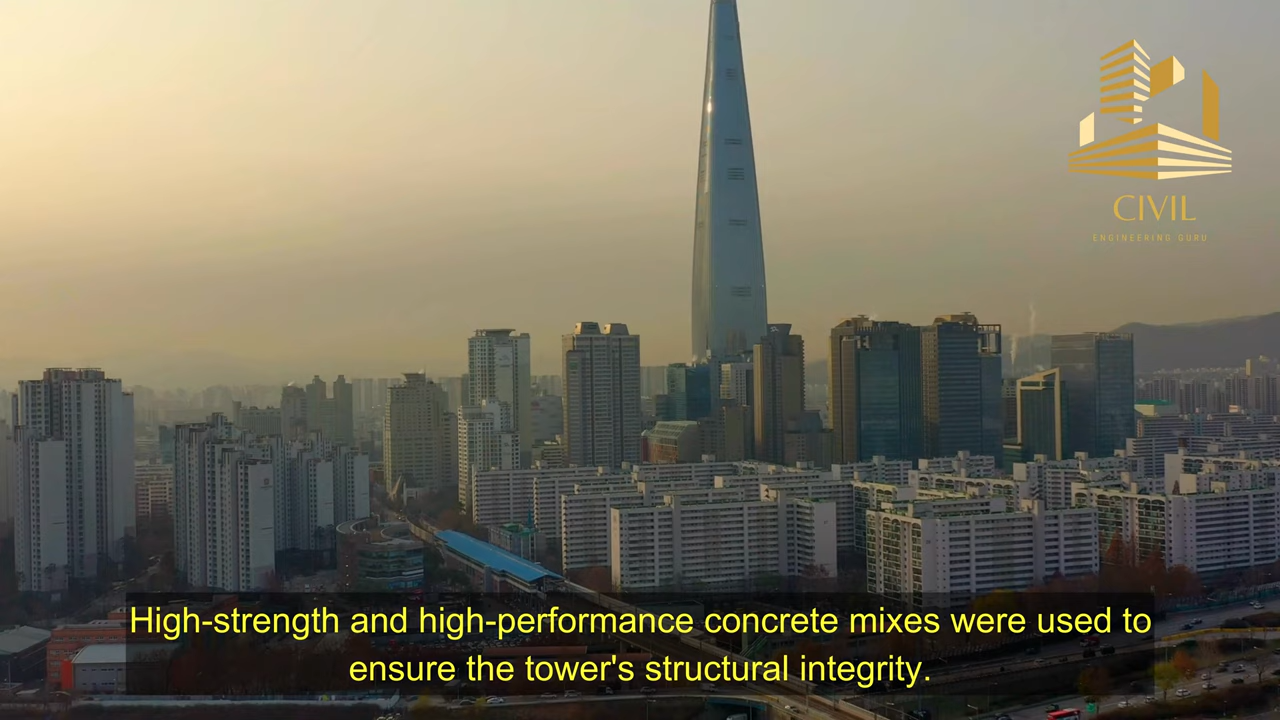 CIVIL
ENGINEERING GURU
High-strength and high-performance concrete mixes were used to
ensure the tower's structural integrity.